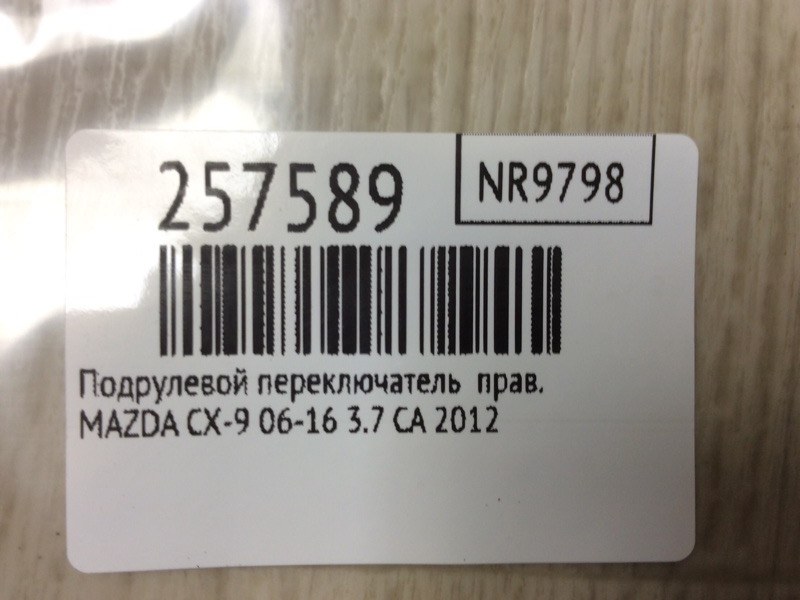 257589
NR9798
Подрулевой переключатель прав.
MAZDA CX-9 06-16 3.7 CA 2012